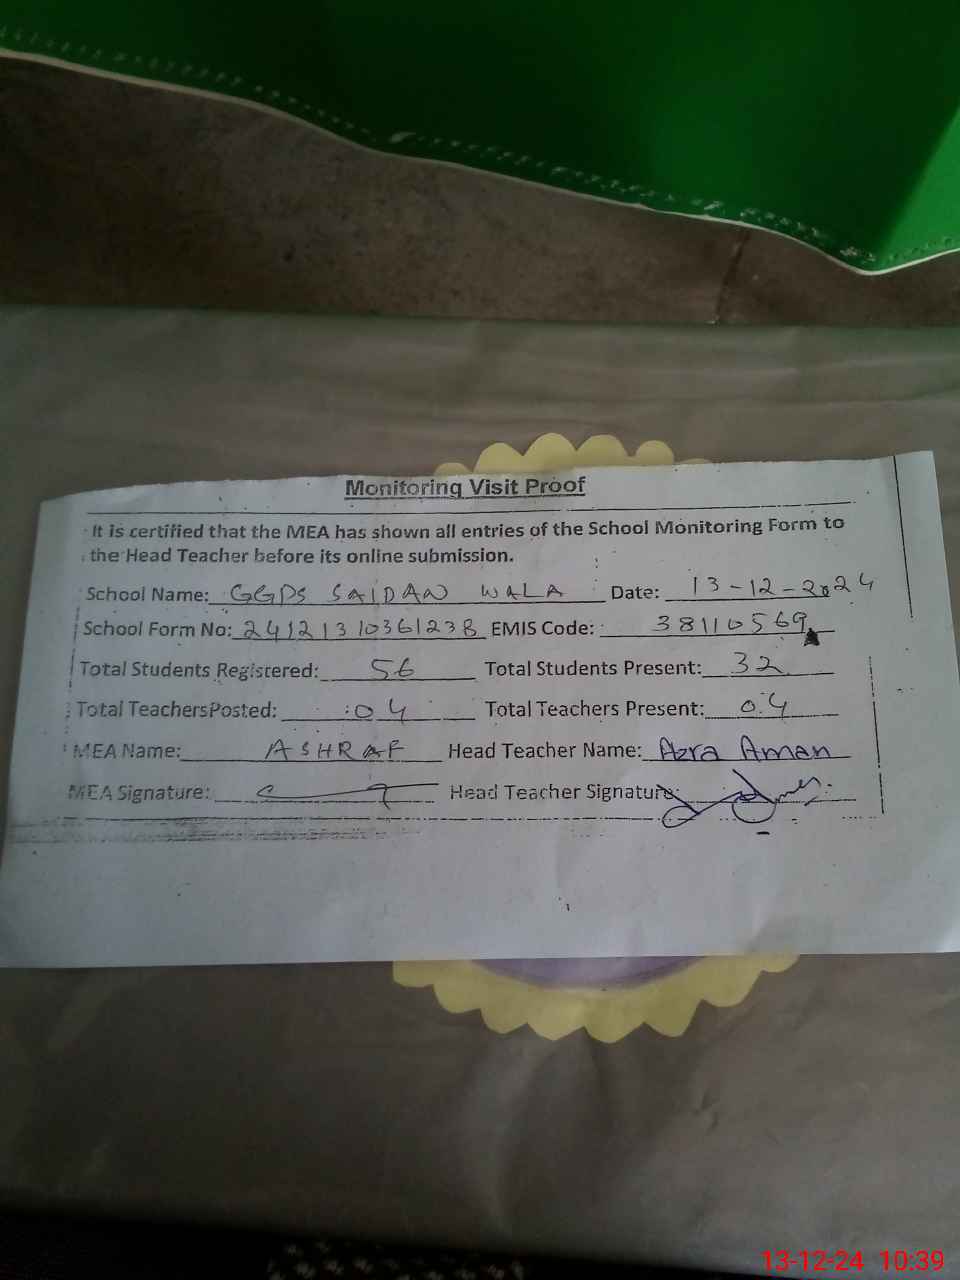 Monitoring Visit Proof
It is certified that the MEA has shown all entries of the School Monitoring Form to
the Head Teacher before its online submission.
School Name: GGPS SAIDAN WALA Date: 13-12-2024
School Form No: 24121310361238 EMIS Code: 38110569
Total Students Registered: 56 Total Students Present: 32
Total TeachersPosted: 04 Total Teachers Present: 04
MEA Name: ASHRAF Head Teacher Name: Azra Aman
MEA Signature: Head Teacher Signature:
13-12-24 10:39